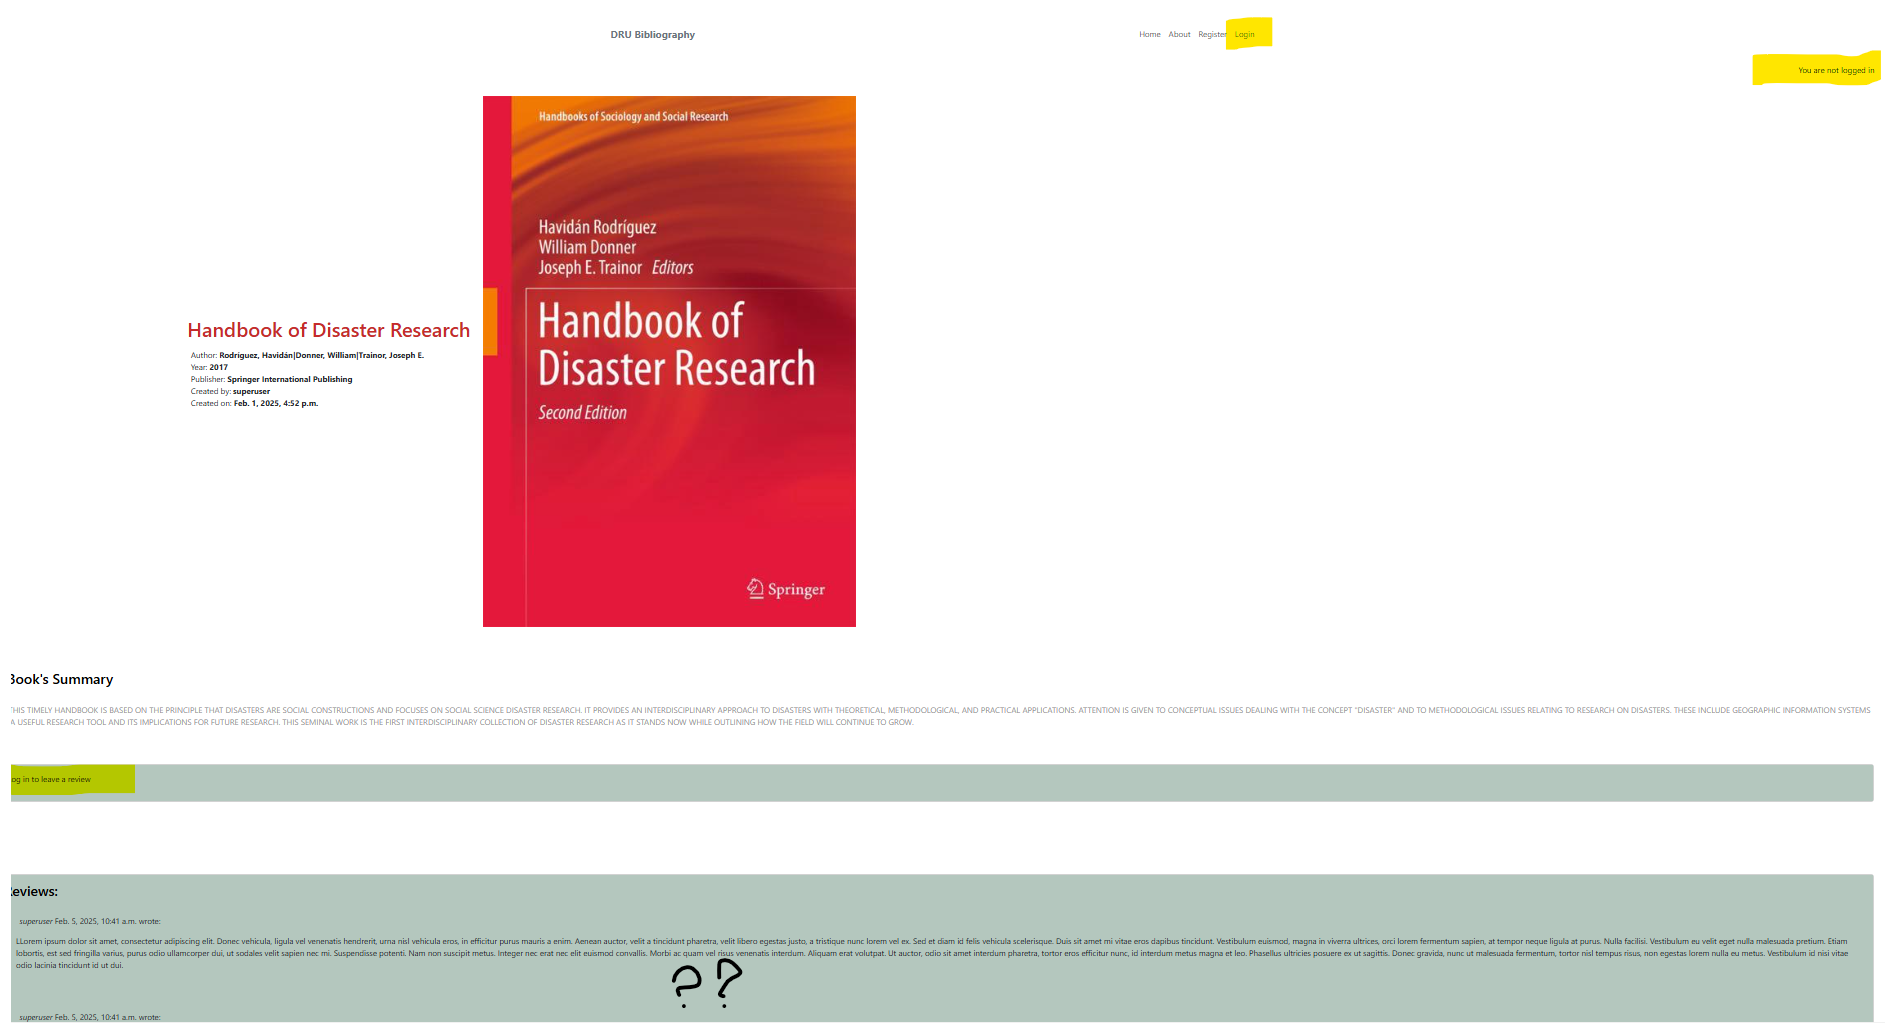 DRU Bibliography
Home About Register Login
You are not logged in
Handbooks of Sociology and Social Research
Havidán Rodríguez
William Donner
Joseph E. Trainor Editors
Handbook of
Disaster Research
Second Edition
Springer
Handbook of Disaster Research
Author: Rodríguez, Havidán|Donner, William|Trainor, Joseph E.
Year: 2017
Publisher: Springer International Publishing
Created by: superuser
Created on: Feb. 1, 2025, 4:52 p.m.
Book's Summary
THIS TIMELY HANDBOOK IS BASED ON THE PRINCIPLE THAT DISASTERS ARE SOCIAL CONSTRUCTIONS AND FOCUSES ON SOCIAL SCIENCE DISASTER RESEARCH. IT PROVIDES AN INTERDISCIPLINARY APPROACH TO DISASTERS WITH THEORETICAL, METHODOLOGICAL, AND PRACTICAL APPLICATIONS. ATTENTION IS GIVEN TO CONCEPTUAL ISSUES DEALING WITH THE CONCEPT "DISASTER" AND TO METHODOLOGICAL ISSUES RELATING TO RESEARCH ON DISASTERS. THESE INCLUDE GEOGRAPHIC INFORMATION SYSTEMS
A USEFUL RESEARCH TOOL AND ITS IMPLICATIONS FOR FUTURE RESEARCH. THIS SEMINAL WORK IS THE FIRST INTERDISCIPLINARY COLLECTION OF DISASTER RESEARCH AS IT STANDS NOW WHILE OUTLINING HOW THE FIELD WILL CONTINUE TO GROW.
og in to leave a review
Reviews:
superuser Feb. 5, 2025, 10:41 a.m. wrote:
LLorem ipsum dolor sit amet, consectetur adipiscing elit. Donec vehicula, ligula vel venenatis hendrerit, urna nisl vehicula eros, in efficitur purus mauris a enim. Aenean auctor, velit a tincidunt pharetra, velit libero egestas justo, a tristique nunc lorem vel ex. Sed et diam id felis vehicula scelerisque. Duis sit amet mi vitae eros dapibus tincidunt. Vestibulum euismod, magna in viverra ultrices, orci lorem fermentum sapien, at tempor neque ligula at purus. Nulla facilisi. Vestibulum eu velit eget nulla malesuada pretium. Etiam
lobortis, est sed fringilla varius, purus odio ullamcorper dui, ut sodales velit sapien nec mi. Suspendisse potenti. Nam non suscipit metus. Integer nec erat nec elit euismod convallis. Morbi ac quam vel risus venenatis interdum. Aliquam erat volutpat. Ut auctor, odio sit amet interdum pharetra, tortor eros efficitur nunc, id interdum metus magna et leo. Phasellus ultricies posuere ex ut sagittis. Donec gravida, nunc ut malesuada fermentum, tortor nisl tempus risus, non egestas lorem nulla eu metus. Vestibulum id nisi vitae
odio lacinia tincidunt id ut dui.
??
superuser Feb. 5, 2025, 10:41 a.m. wrote: